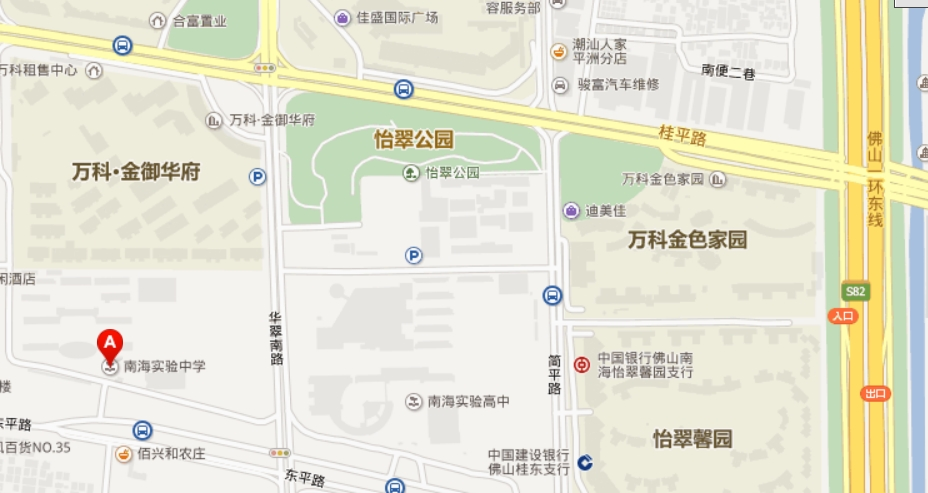 合富置业
佳盛国际广场
容服务部
潮汕人家
平洲分店
万科租售中心
骏富汽车维修
南便二巷
万科·金御华府
怡翠公园
桂平路
佛山一环东线
万科·金御华府
怡翠公园
万科金色家园
P
迪美佳
万科金色家园
P
闲酒店
S82
入口
华翠南路
A
南海实验中学
简平路
中国银行佛山南
海怡翠馨园支行
出口
楼
南海实验高中
东平路
怡翠馨园
百货NO.35
佰兴和农庄
中国建设银行
佛山桂东支行
东平路